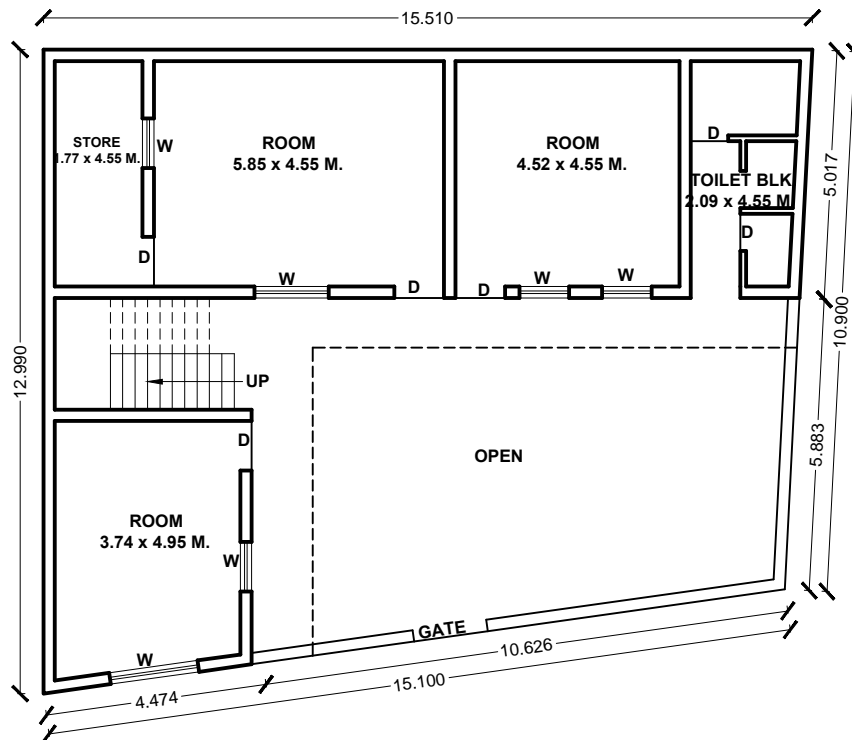 15.510
STORE
1.77 x 4.55 M.
W
ROOM
5.85 x 4.55 M.
ROOM
4.52 x 4.55 M.
D
TOILET BLK
2.09 x 4.55 M.
5.017
D
D
W
D
D
W
W
12.990
10.900
UP
D
OPEN
5.883
ROOM
3.74 x 4.95 M.
W
W
GATE
10.626
4.474
15.100